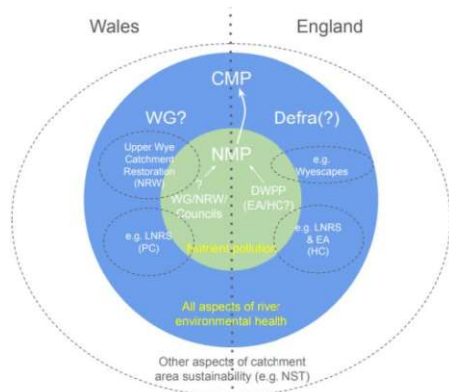 Wales
England
CMP
WG?
Defra(?)
Upper Wye
Catchment
Restoration
(NRW)
NMP
e.g.
Wyescapes
?
WG/NRW/
Councils
DWPP
(EA/HC?)
e.g. LNRS
(PC)
e.g. LNRS
& EA
(HC)
Nutrient pollution
All aspects of river
environmental health
Other aspects of catchment
area sustainability (e.g. NST)